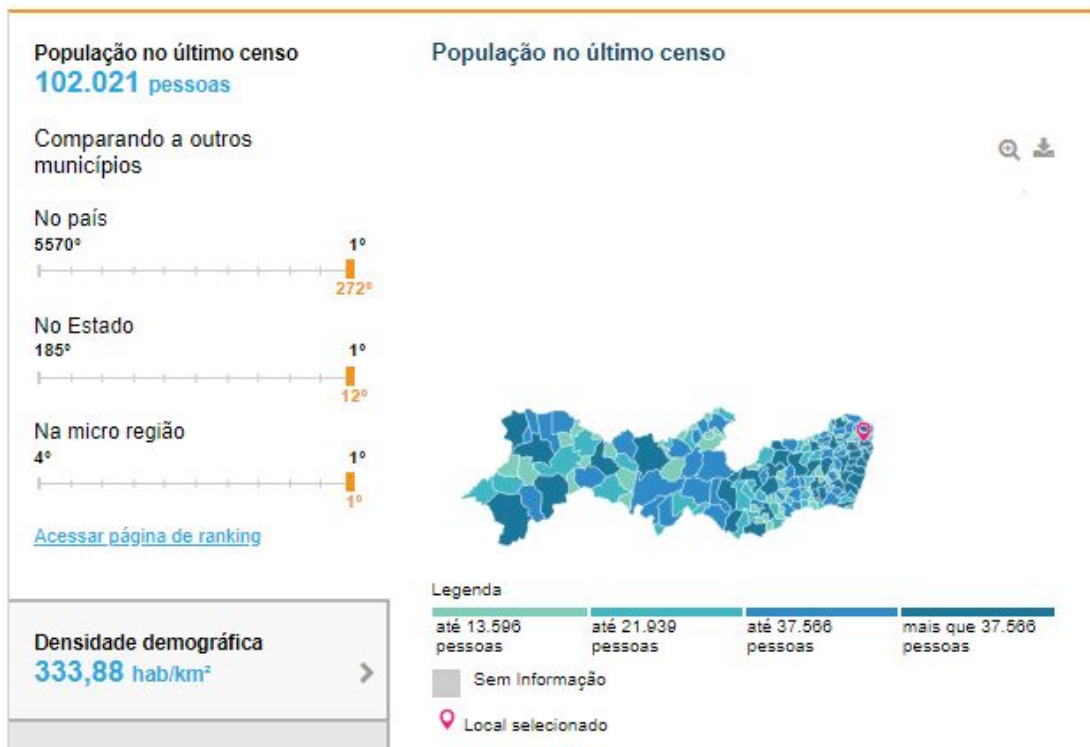 População no último censo
102.021 pessoas
Comparando a outros
municípios
No país
5570º 1º
272º
No Estado
185º 1º
12º
Na micro região
4º 1º
1º
Acessar página de ranking
Densidade demográfica
333,88 hab/km²
População no último censo
Legenda
até 13.596
pessoas
até 21.939
pessoas
até 37.566
pessoas
mais que 37.566
pessoas
Sem Informação
Local selecionado